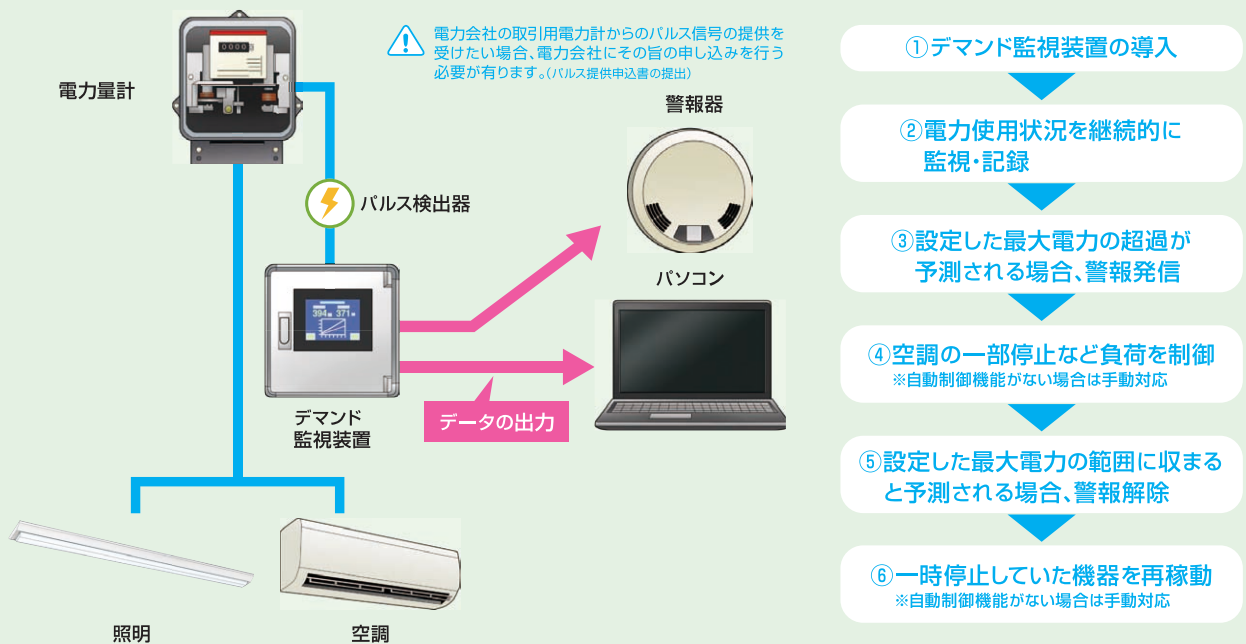 電力会社の取引用電力計からのパルス信号の提供を
受けたい場合、電力会社にその旨の申し込みを行う
必要が有ります。(パルス提供申込書の提出)
電力量計
パルス検出器
警報器
パソコン
394 371
デマンド
監視装置
データの出力
照明
空調
①デマンド監視装置の導入
②電力使用状況を継続的に
監視・記録
③設定した最大電力の超過が
予測される場合、警報発信
④空調の一部停止など負荷を制御
※自動制御機能がない場合は手動対応
⑤設定した最大電力の範囲に収まる
と予測される場合、警報解除
⑥一時停止していた機器を再稼動
※自動制御機能がない場合は手動対応